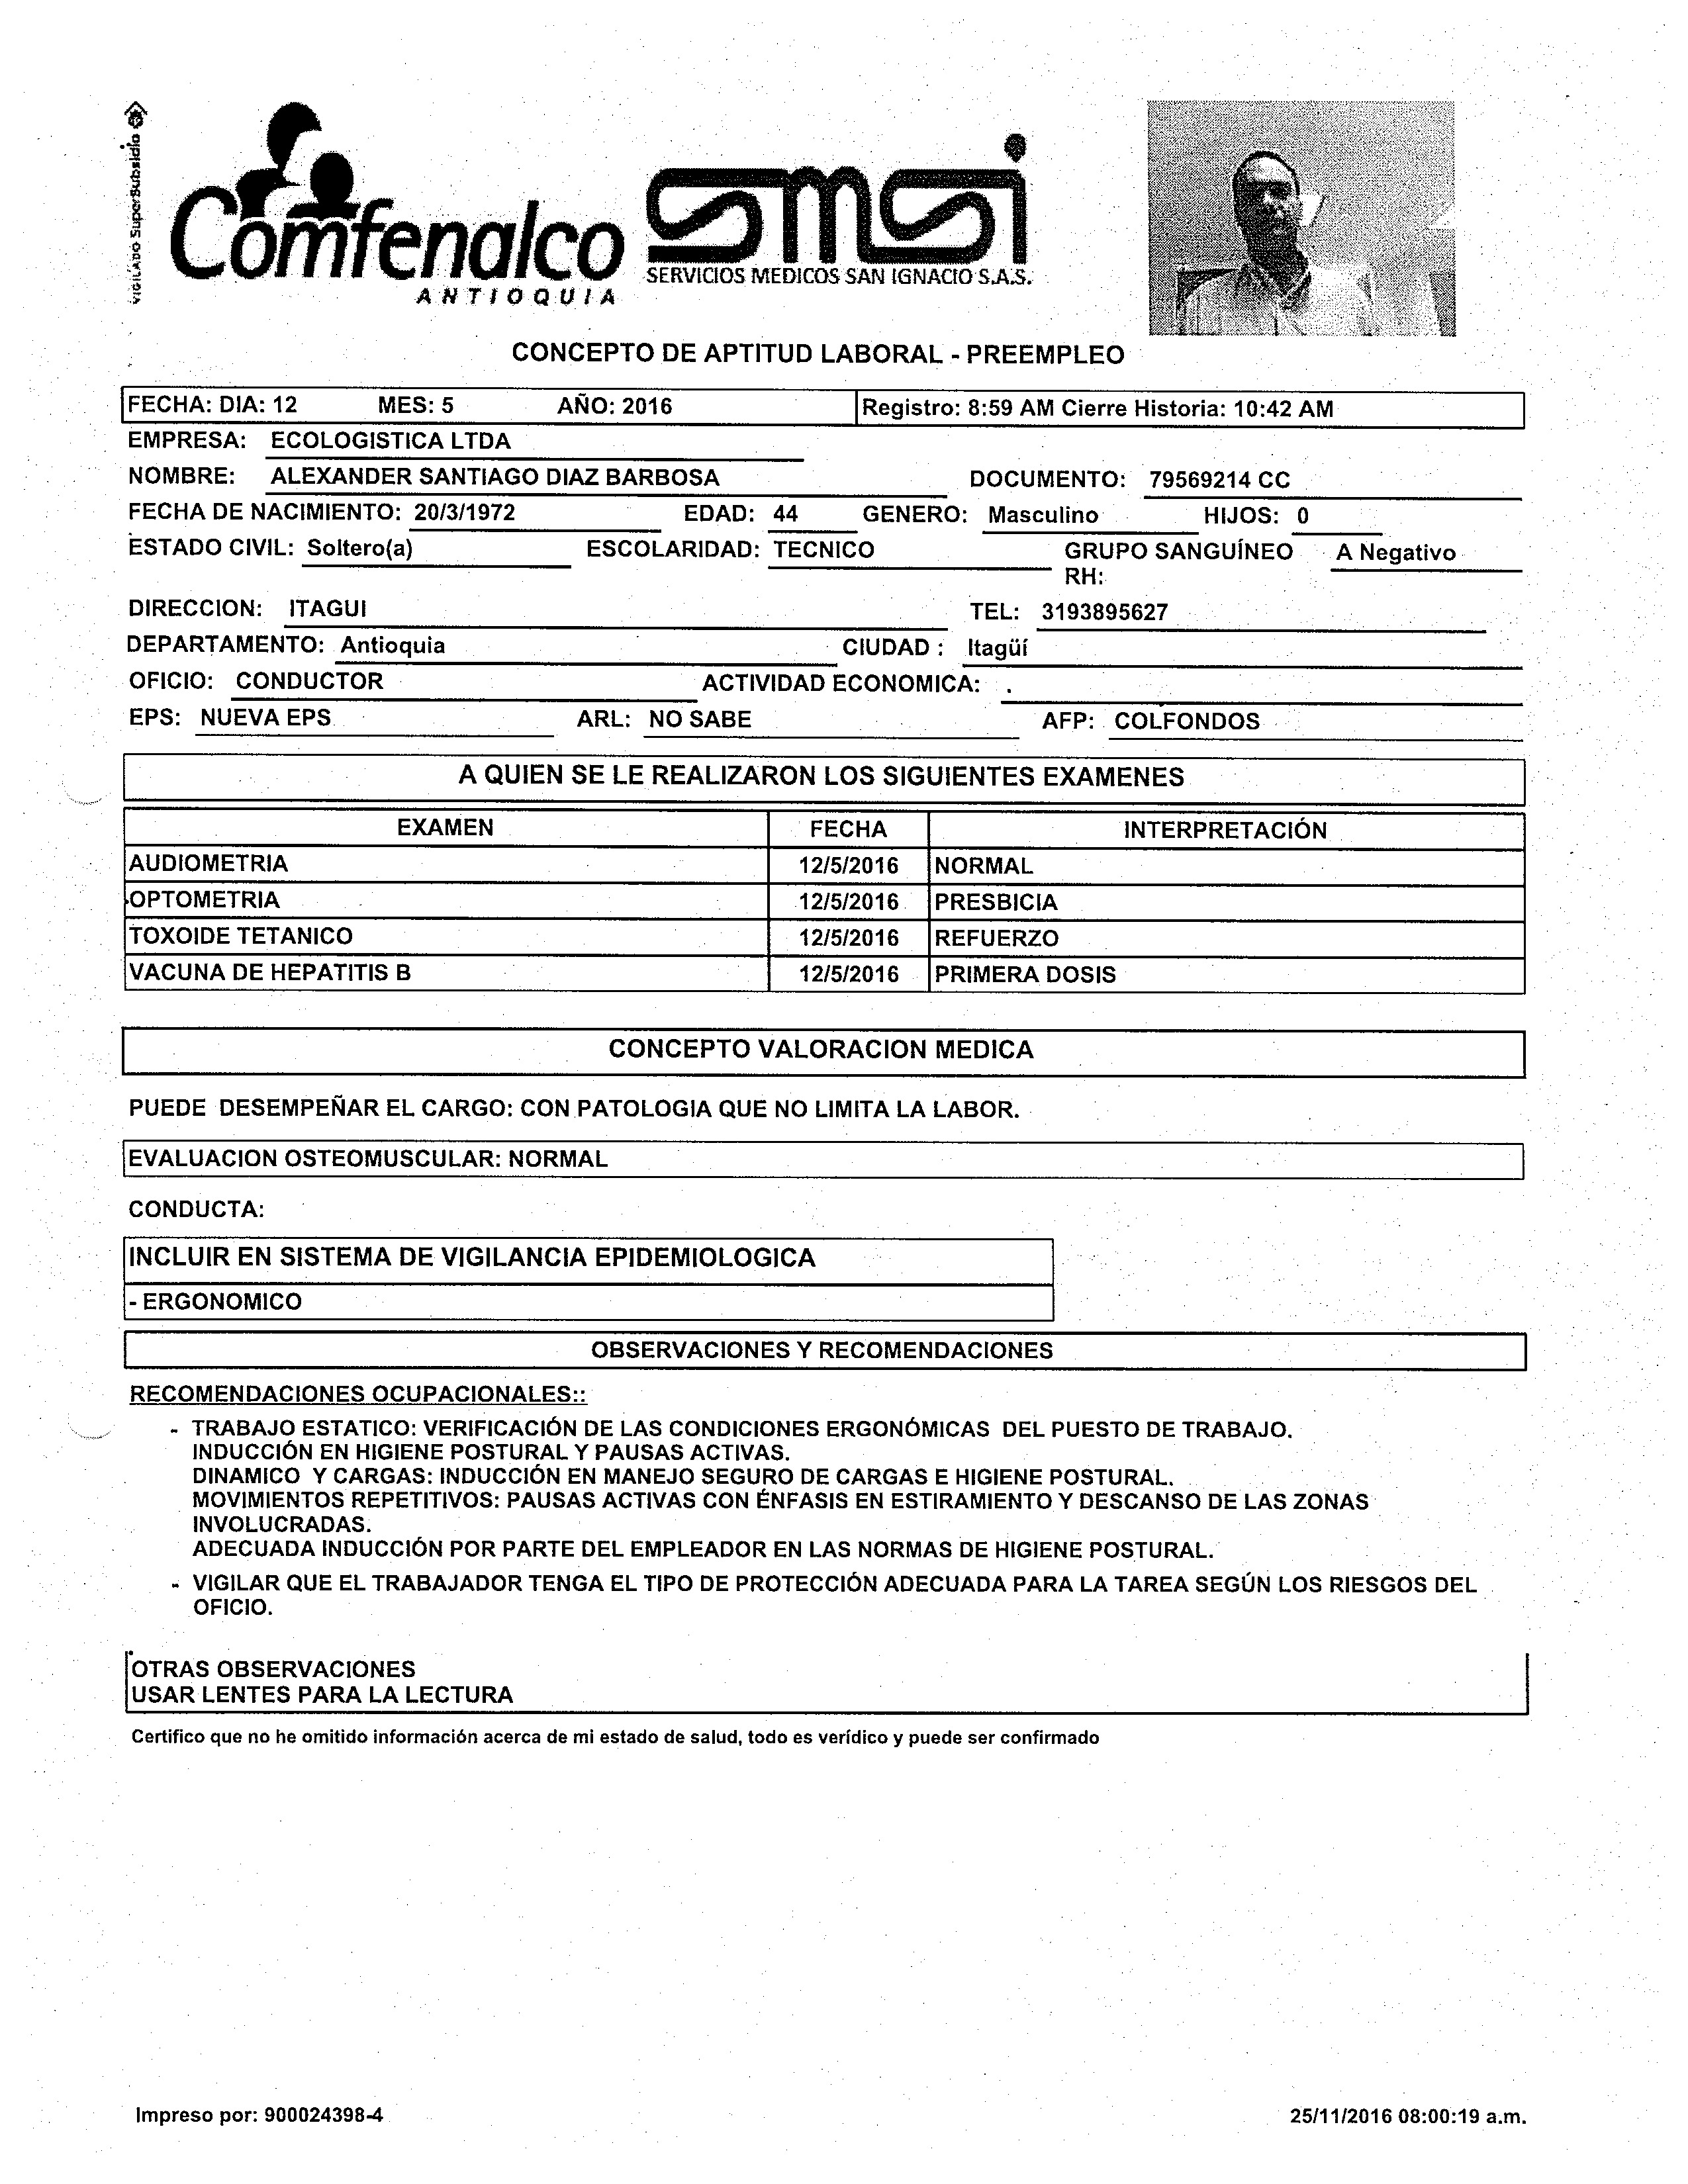 VIGILADO SuperSubsidio
Comfenalco
ANTIOQUIA
smsi
SERVICIOS MEDICOS SAN IGNACIO S.A.S.
CONCEPTO DE APTITUD LABORAL - PREEMPLEO
FECHA: DIA: 12 MES: 5 AÑO: 2016 Registro: 8:59 AM Cierre Historia: 10:42 AM
EMPRESA: ECOLOGISTICA LTDA
NOMBRE: ALEXANDER SANTIAGO DIAZ BARBOSA DOCUMENTO: 79569214 CC
FECHA DE NACIMIENTO: 20/3/1972 EDAD: 44 GENERO: Masculino HIJOS: 0
ESTADO CIVIL: Soltero(a) ESCOLARIDAD: TECNICO GRUPO SANGUÍNEO A Negativo
RH:
DIRECCION: ITAGUI TEL: 3193895627
DEPARTAMENTO: Antioquia CIUDAD : Itagüí
OFICIO: CONDUCTOR ACTIVIDAD ECONOMICA: .
EPS: NUEVA EPS ARL: NO SABE AFP: COLFONDOS
A QUIEN SE LE REALIZARON LOS SIGUIENTES EXAMENES
EXAMEN FECHA INTERPRETACIÓN
AUDIOMETRIA 12/5/2016 NORMAL
OPTOMETRIA 12/5/2016 PRESBICIA
TOXOIDE TETANICO 12/5/2016 REFUERZO
VACUNA DE HEPATITIS B 12/5/2016 PRIMERA DOSIS
CONCEPTO VALORACION MEDICA
PUEDE DESEMPEÑAR EL CARGO: CON PATOLOGIA QUE NO LIMITA LA LABOR.
EVALUACION OSTEOMUSCULAR: NORMAL
CONDUCTA:
INCLUIR EN SISTEMA DE VIGILANCIA EPIDEMIOLOGICA
- ERGONOMICO
OBSERVACIONES Y RECOMENDACIONES
RECOMENDACIONES OCUPACIONALES::
- TRABAJO ESTATICO: VERIFICACIÓN DE LAS CONDICIONES ERGONÓMICAS DEL PUESTO DE TRABAJO.
INDUCCIÓN EN HIGIENE POSTURAL Y PAUSAS ACTIVAS.
DINAMICO Y CARGAS: INDUCCIÓN EN MANEJO SEGURO DE CARGAS E HIGIENE POSTURAL.
MOVIMIENTOS REPETITIVOS: PAUSAS ACTIVAS CON ÉNFASIS EN ESTIRAMIENTO Y DESCANSO DE LAS ZONAS
INVOLUCRADAS.
ADECUADA INDUCCIÓN POR PARTE DEL EMPLEADOR EN LAS NORMAS DE HIGIENE POSTURAL.
- VIGILAR QUE EL TRABAJADOR TENGA EL TIPO DE PROTECCIÓN ADECUADA PARA LA TAREA SEGÚN LOS RIESGOS DEL
OFICIO.
OTRAS OBSERVACIONES
USAR LENTES PARA LA LECTURA
Certifico que no he omitido información acerca de mi estado de salud, todo es verídico y puede ser confirmado
Impreso por: 900024398-4 25/11/2016 08:00:19 a.m.